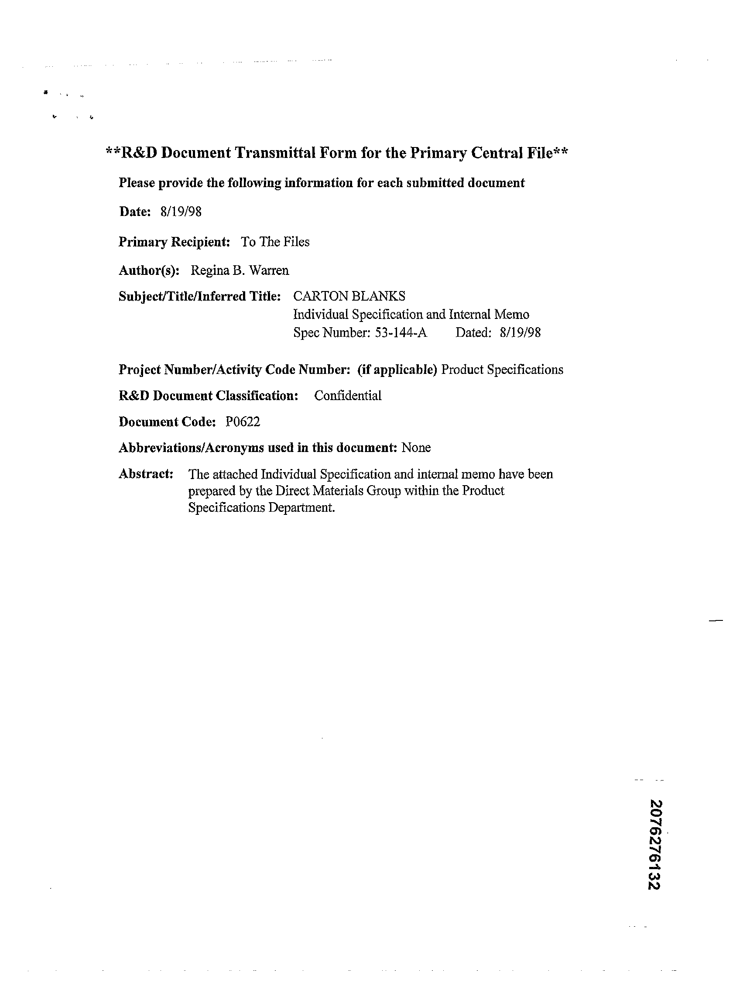 **R&D Document Transmittal Form for the Primary Central File**
Please provide the following information for each submitted document
Date: 8/19/98
Primary Recipient: To The Files
Author(s): Regina B. Warren
Subject/Title/Inferred Title: CARTON BLANKS
Individual Specification and Internal Memo
Spec Number: 53-144-A Dated: 8/19/98
Project Number/Activity Code Number: (if applicable) Product Specifications
R&D Document Classification: Confidential
Document Code: P0622
Abbreviations/Acronyms used in this document: None
Abstract: The attached Individual Specification and internal memo have been
prepared by the Direct Materials Group within the Product
Specifications Department.
2076276132